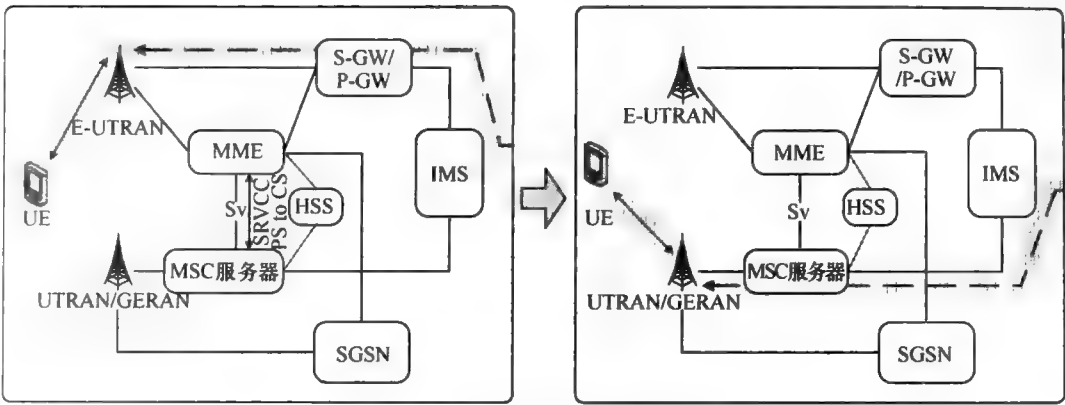 S-GW/
P-GW
E-UTRAN
MME
IMS
UE
Sv
SRVCC
PS to CS
HSS
MSC服务器
UTRAN/GERAN
SGSN
S-GW
/P-GW
E-UTRAN
MME
IMS
UE
Sv
HSS
MSC服务器
UTRAN/GERAN
SGSN